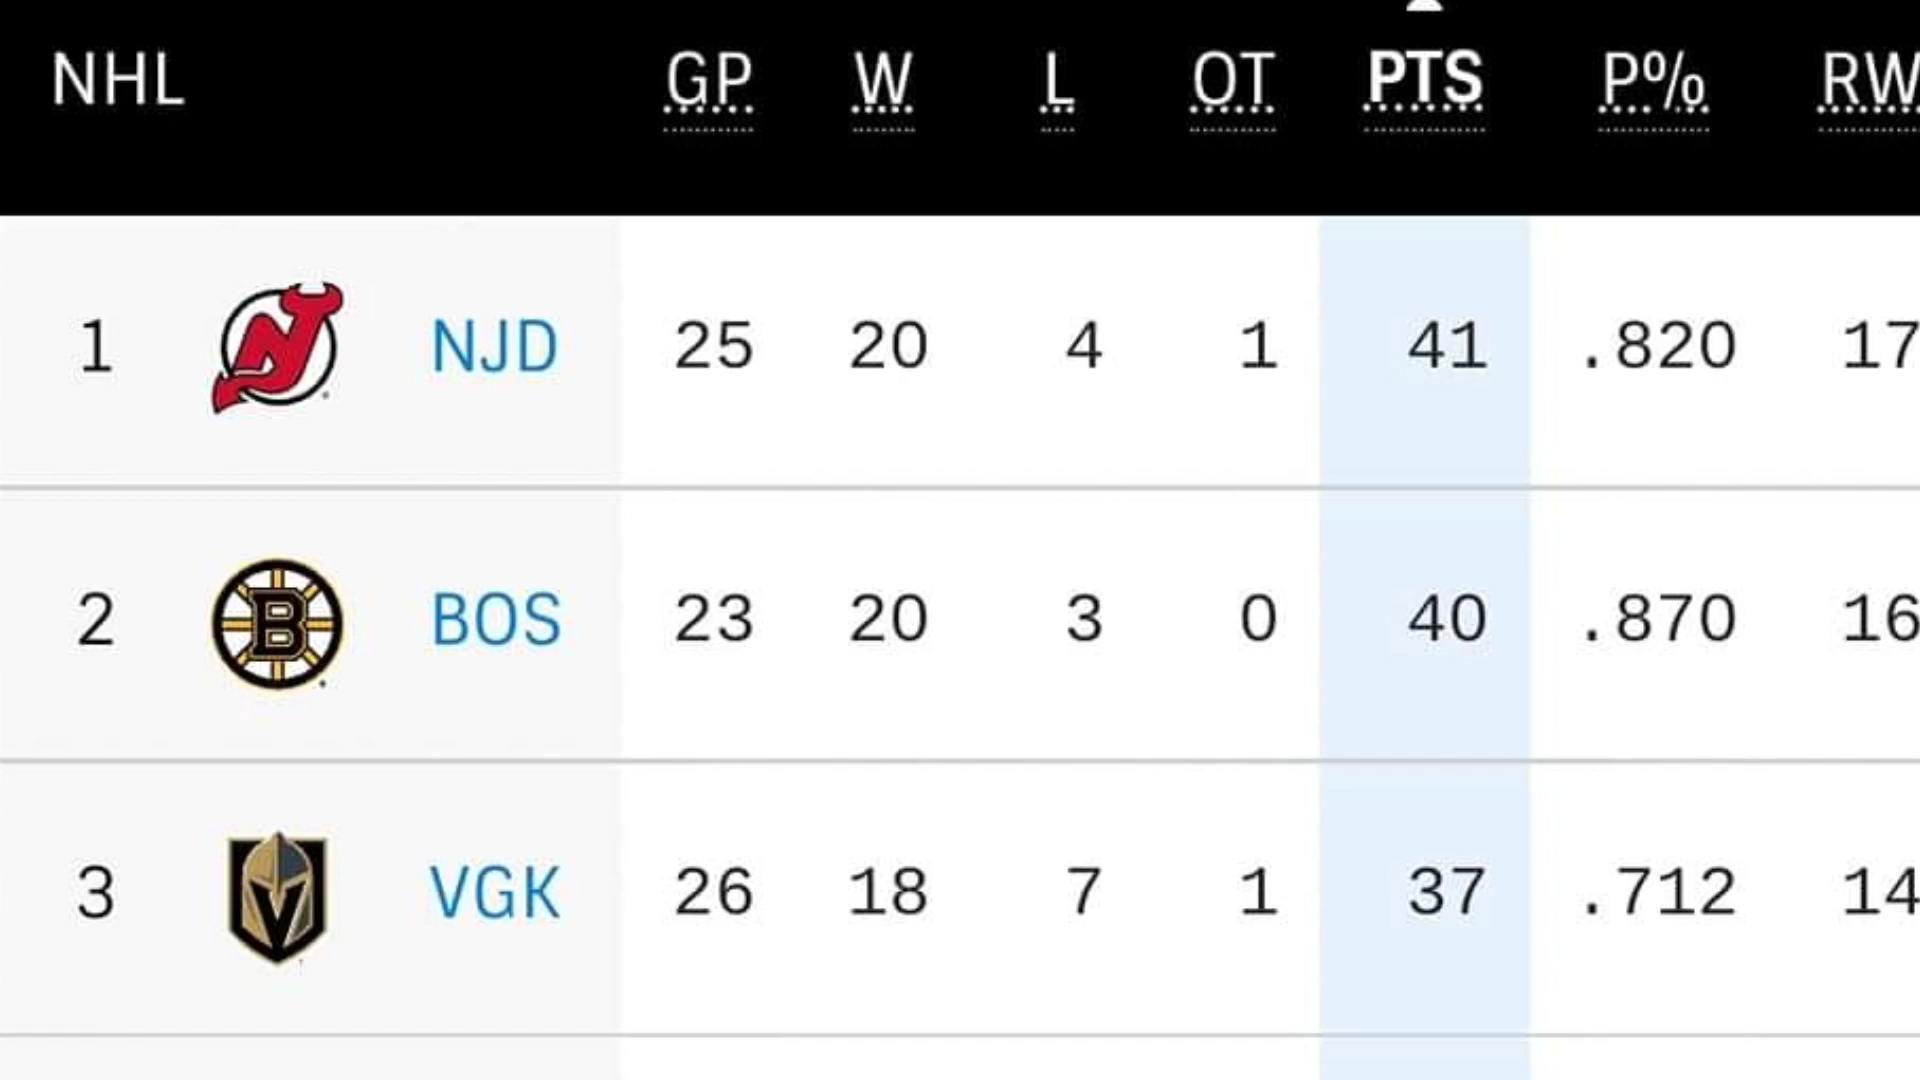 NHL GP W L OT PTS P% RW
1 NJD 25 20 4 1 41 .820 17
2 B BOS 23 20 3 0 40 .870 16
3 VGK 26 18 7 1 37 .712 14